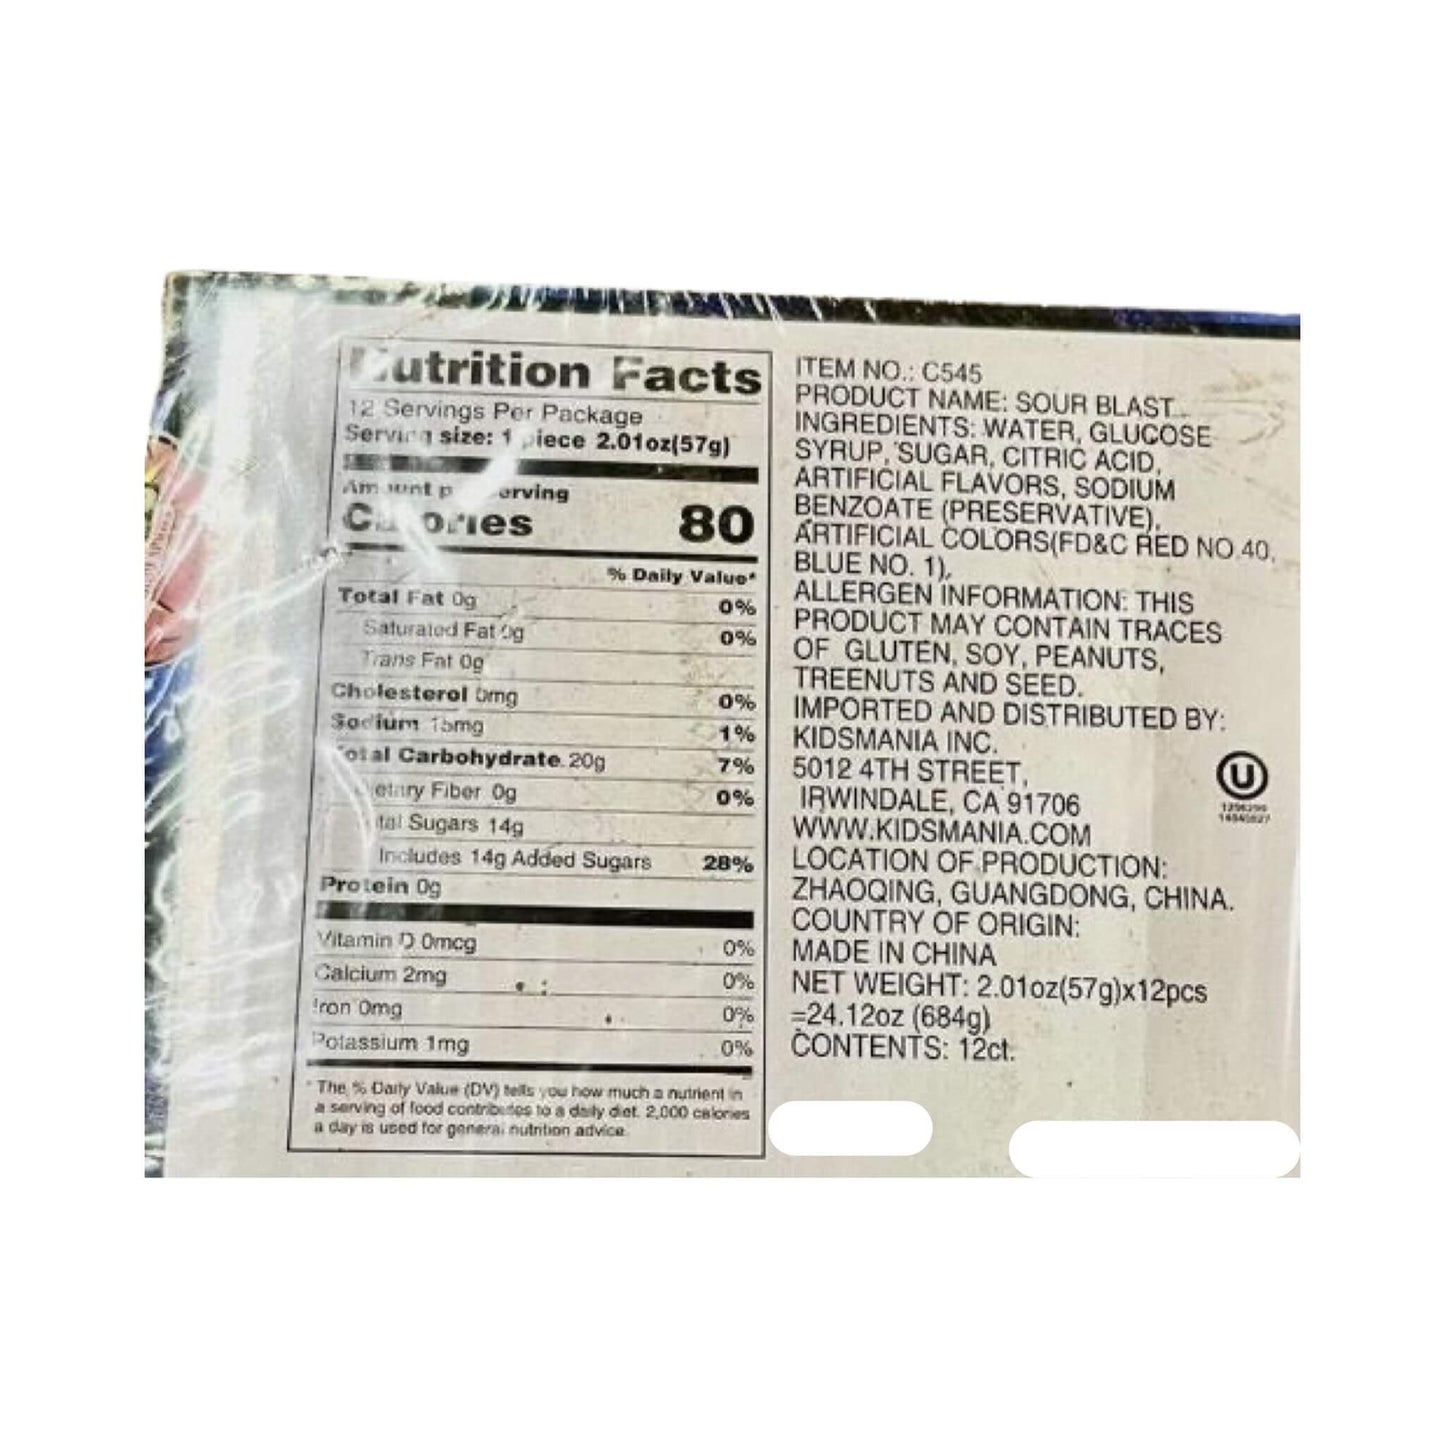 Nutrition Facts
12 Servings Per Package
Serving size: 1 piece 2.01oz(57g)
Amount per serving
Calories 80
% Daily Value*
Total Fat 0g 0%
Saturated Fat 0g 0%
Trans Fat 0g
Cholesterol 0mg 0%
Sodium 15mg 1%
Total Carbohydrate 20g 7%
Dietary Fiber 0g 0%
Total Sugars 14g
Includes 14g Added Sugars 28%
Protein 0g
Vitamin D 0mcg 0%
Calcium 2mg 0%
Iron 0mg 0%
Potassium 1mg 0%
* The % Daily Value (DV) tells you how much a nutrient in
a serving of food contributes to a daily diet. 2,000 calories
a day is used for general nutrition advice.
ITEM NO.: C545
PRODUCT NAME: SOUR BLAST
INGREDIENTS: WATER, GLUCOSE
SYRUP, SUGAR, CITRIC ACID,
ARTIFICIAL FLAVORS, SODIUM
BENZOATE (PRESERVATIVE),
ARTIFICIAL COLORS(FD&C RED NO.40,
BLUE NO. 1),
ALLERGEN INFORMATION: THIS
PRODUCT MAY CONTAIN TRACES
OF GLUTEN, SOY, PEANUTS,
TREENUTS AND SEED.
IMPORTED AND DISTRIBUTED BY:
KIDSMANIA INC.
5012 4TH STREET,
IRWINDALE, CA 91706
WWW.KIDSMANIA.COM
LOCATION OF PRODUCTION:
ZHAOQING, GUANGDONG, CHINA.
COUNTRY OF ORIGIN:
MADE IN CHINA
NET WEIGHT: 2.01oz(57g)x12pcs
=24.12oz (684g)
CONTENTS: 12ct.
U